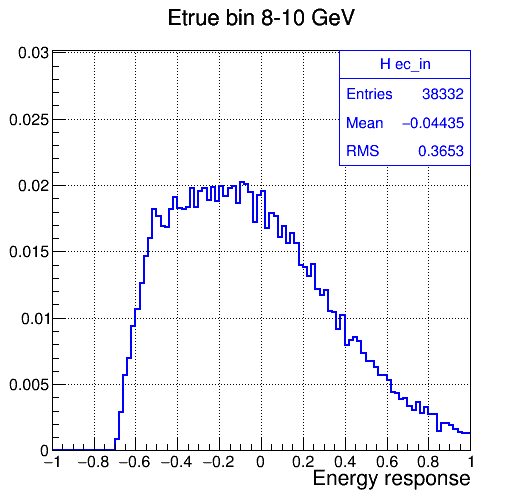 Etrue bin 8-10 GeV
H ec_in
Entries 38332
Mean −0.04435
RMS 0.3653
0.03
0.025
0.02
0.015
0.01
0.005
0
−1 −0.8 −0.6 −0.4 −0.2 0 0.2 0.4 0.6 0.8 1
Energy response